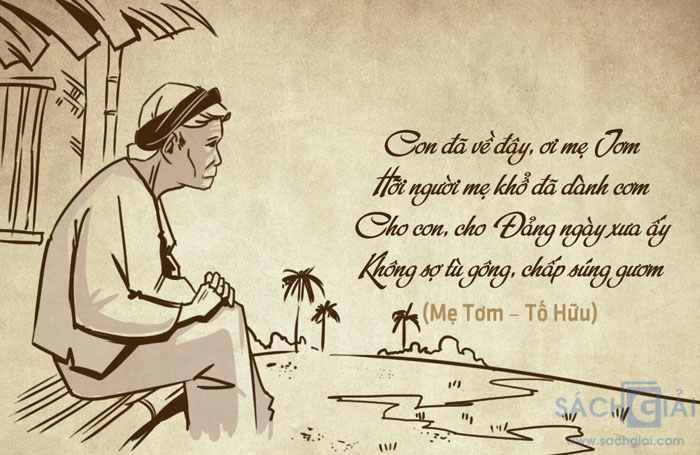 Con đã về đây, ơi mẹ Tơm
Hỡi người mẹ khổ đã dành cơm
Cho con, cho Đảng ngày xưa ấy
Không sợ tù gông, chấp súng gươm
(Mẹ Tơm – Tố Hữu)
SÁCH GIẢI
www.sachgiai.com